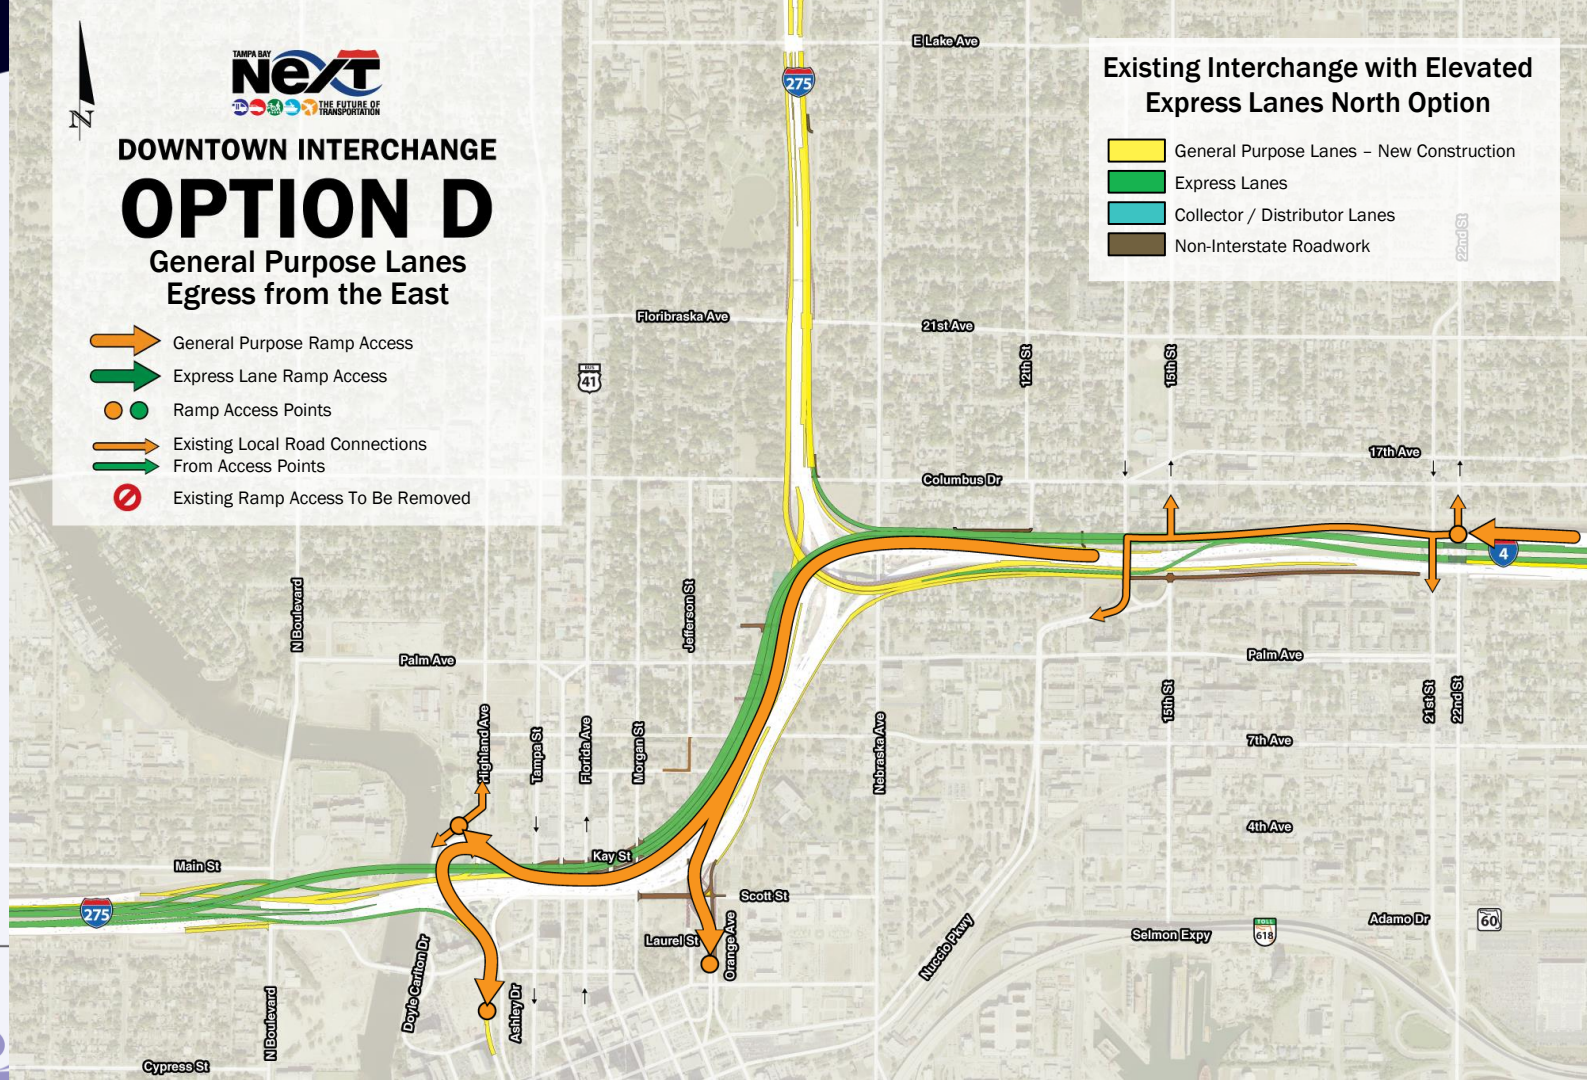 TAMPA BAY
NexT
THE FUTURE OF
TRANSPORTATION
N
DOWNTOWN INTERCHANGE
OPTION D
General Purpose Lanes
Egress from the East
General Purpose Ramp Access
Express Lane Ramp Access
Ramp Access Points
Existing Local Road Connections
From Access Points
Existing Ramp Access To Be Removed
Existing Interchange with Elevated
Express Lanes North Option
General Purpose Lanes – New Construction
Express Lanes
Collector / Distributor Lanes
Non-Interstate Roadwork
E Lake Ave
275
22nd St
Floribraska Ave
21st Ave
12th St
15th St
BUS
41
17th Ave
Columbus Dr
4
N Boulevard
Jefferson St
Palm Ave
Palm Ave
15th St
21st St
22nd St
Highland Ave
Tampa St
Florida Ave
Morgan St
Nebraska Ave
7th Ave
4th Ave
Kay St
Main St
Scott St
275
Laurel St
Orange Ave
Nuccio Pkwy
Selmon Expy
TOLL
618
Adamo Dr
60
Doyle Carlton Dr
Ashley Dr
N Boulevard
Cypress St